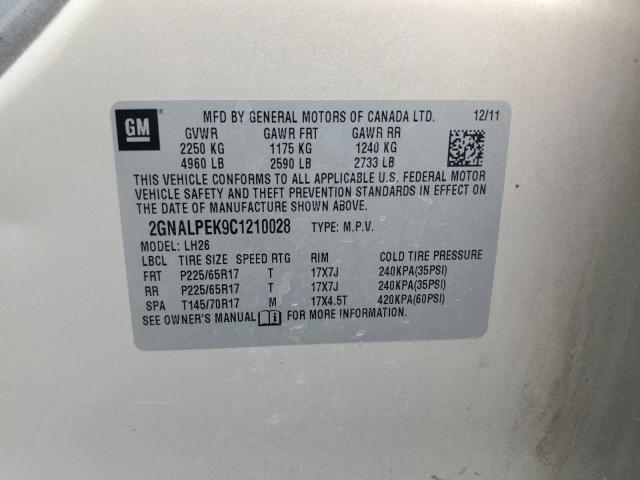 GM
MFD BY GENERAL MOTORS OF CANADA LTD. 12/11
GVWR GAWR FRT GAWR RR
2250 KG 1175 KG 1240 KG
4960 LB 2590 LB 2733 LB
THIS VEHICLE CONFORMS TO ALL APPLICABLE U.S. FEDERAL MOTOR
VEHICLE SAFETY AND THEFT PREVENTION STANDARDS IN EFFECT ON
THE DATE OF MANUFACTURE SHOWN ABOVE.
2GNALPEK9C1210028 TYPE: M.P.V.
MODEL: LH26
LBCL TIRE SIZE SPEED RTG RIM COLD TIRE PRESSURE
FRT P225/65R17 T 17X7J 240KPA(35PSI)
RR P225/65R17 T 17X7J 240KPA(35PSI)
SPA T145/70R17 M 17X4.5T 420KPA(60PSI)
SEE OWNER'S MANUAL FOR MORE INFORMATION.